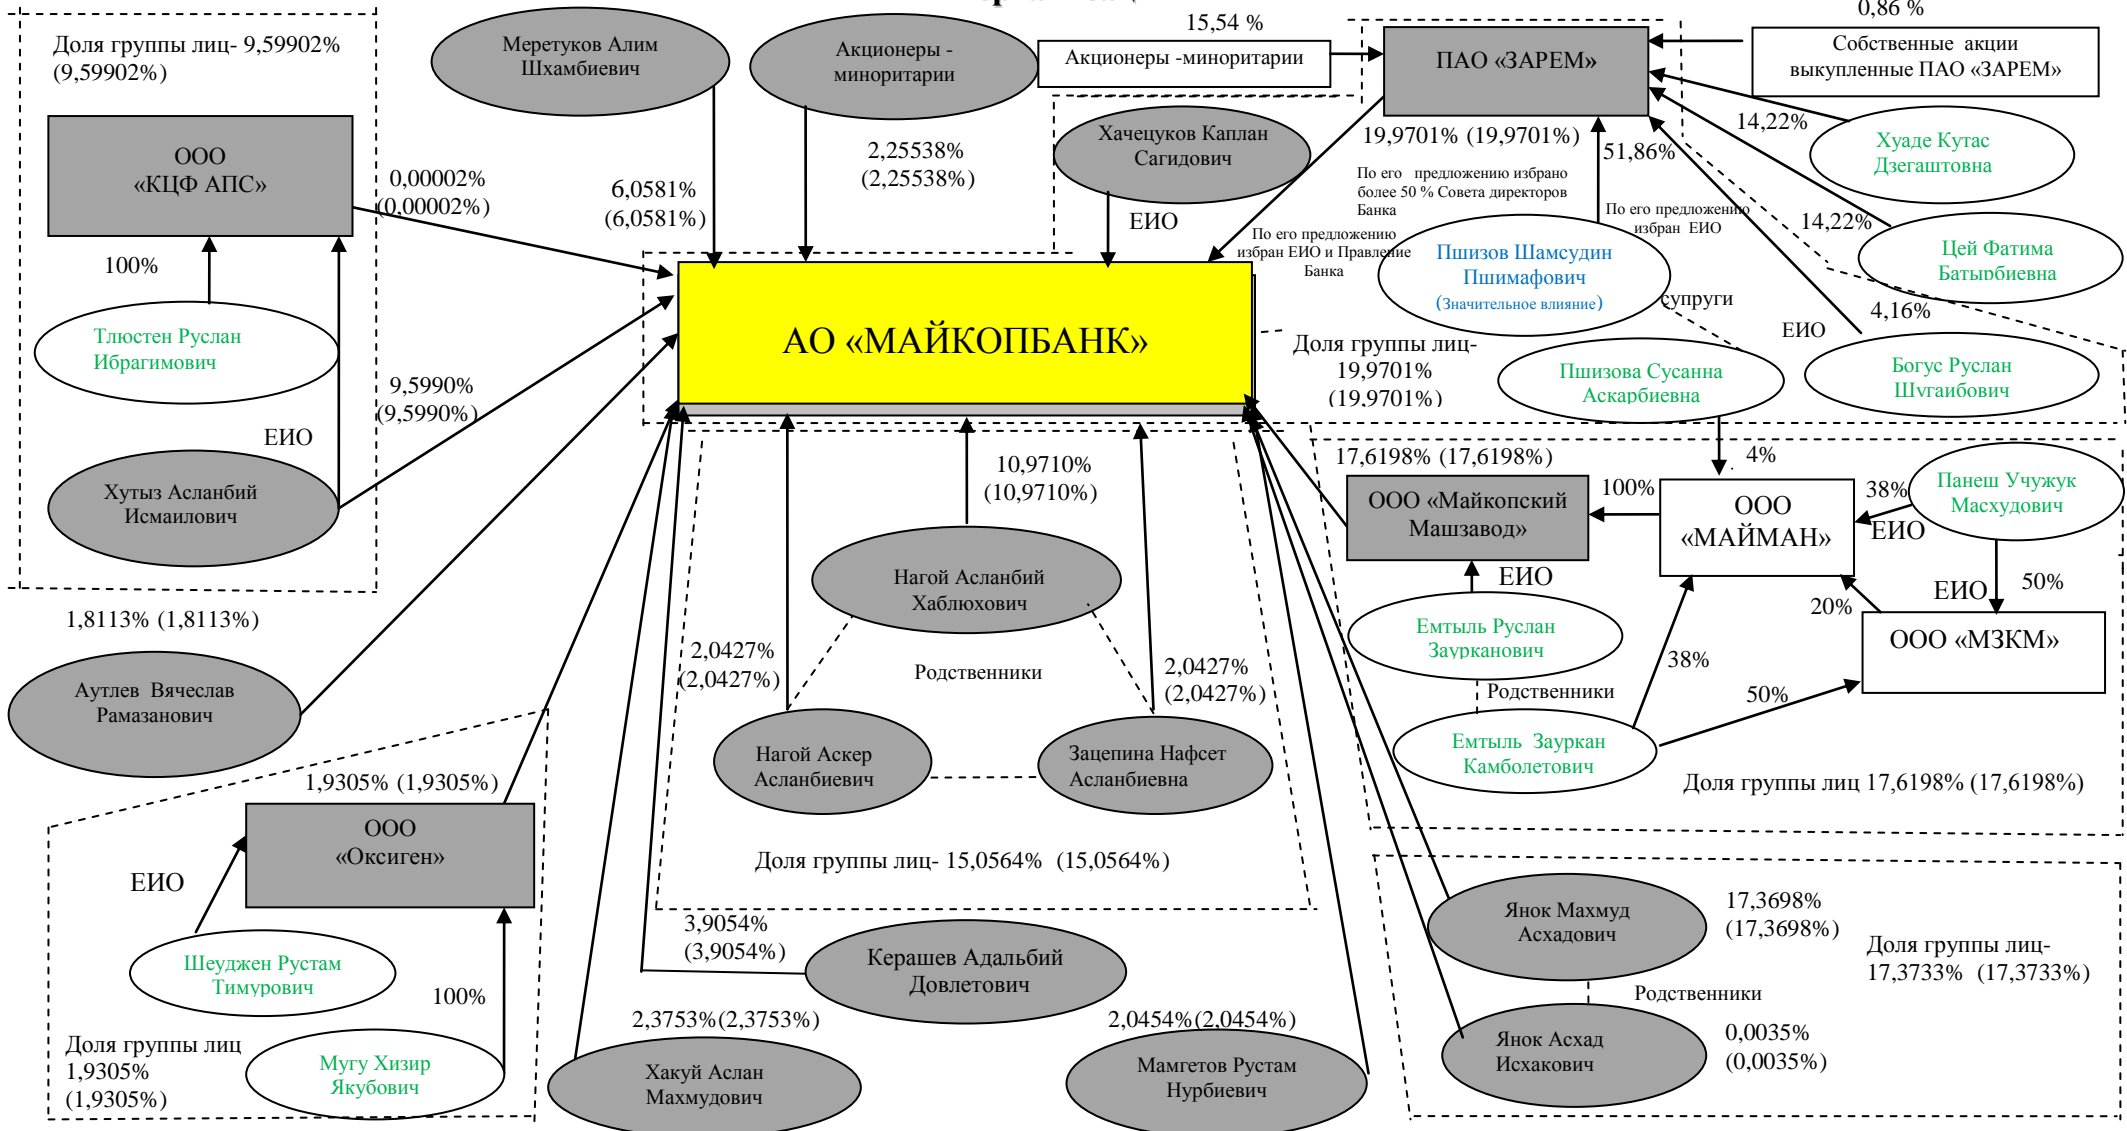 15,54 %
0,86 %
Доля группы лиц- 9,59902%
(9,59902%)
Меретуков Алим
Шхамбиевич
Акционеры -
миноритарии
Акционеры -миноритарии
ПАО «ЗАРЕМ»
Собственные акции
выкупленные ПАО «ЗАРЕМ»
ООО
«КЦФ АПС»
0,00002%
(0,00002%)
6,0581%
(6,0581%)
2,25538%
(2,25538%)
Хачецуков Каплан
Сагидович
ЕИО
19,9701% (19,9701%)
51,86%
14,22%
Хуаде Кутас
Дзегаштовна
По его предложению избрано
более 50 % Совета директоров
Банка
По его предложению
избран ЕИО
По его предложению
избран ЕИО и Правление
Банка
14,22%
Цей Фатима
Батырбиевна
Пшизов Шамсудин
Пшимафович
(Значительное влияние)
супруги
100%
Тлюстен Руслан
Ибрагимович
АО «МАЙКОПБАНК»
Доля группы лиц-
19,9701%
(19,9701%)
ЕИО
4,16%
Богус Руслан
Шугаибович
Пшизова Сусанна
Аскарбиевна
9,5990%
(9,5990%)
ЕИО
Хутыз Асланбий
Исмаилович
10,9710%
(10,9710%)
17,6198% (17,6198%)
4%
ООО «Майкопский
Машзавод»
100%
ООО
«МАЙМАН»
38%
ЕИО
Панеш Учужук
Масхудович
Нагой Асланбий
Хаблюхович
ЕИО
ЕИО
50%
20%
1,8113% (1,8113%)
Емтыль Руслан
Заурканович
ООО «МЗКМ»
2,0427%
(2,0427%)
Родственники
2,0427%
(2,0427%)
38%
Аутлев Вячеслав
Рамазанович
Родственники
50%
Емтыль Зауркан
Камболетович
Нагой Аскер
Асланбиевич
Зацепина Нафсет
Асланбиевна
1,9305% (1,9305%)
Доля группы лиц 17,6198% (17,6198%)
ООО
«Оксиген»
Доля группы лиц- 15,0564% (15,0564%)
ЕИО
3,9054%
(3,9054%)
Керашев Адальбий
Довлетович
Янок Махмуд
Асхадович
17,3698%
(17,3698%)
Доля группы лиц-
17,3733% (17,3733%)
Шеуджен Рустам
Тимурович
100%
Родственники
2,3753%(2,3753%)
2,0454%(2,0454%)
Янок Асхад
Исхакович
0,0035%
(0,0035%)
Доля группы лиц
1,9305%
(1,9305%)
Мугу Хизир
Якубович
Хакуй Аслан
Махмудович
Мамгетов Рустам
Нурбиевич